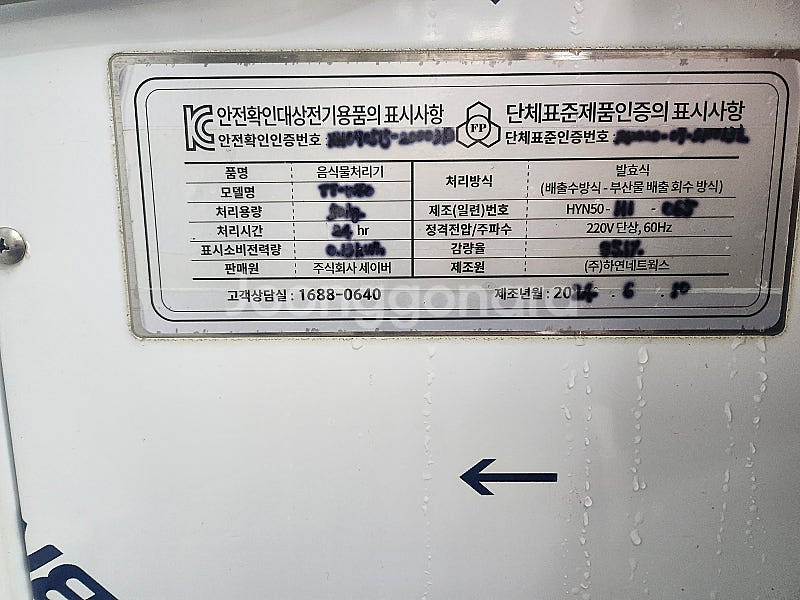 KC 안전확인대상전기용품의 표시사항
안전확인인증번호
FP 단체표준제품인증의 표시사항
단체표준인증번호
품명 음식물처리기
모델명
처리용량
처리시간 24 hr
표시소비전력량
판매원 주식회사 세이버
처리방식 발효식
(배출수방식 - 부산물 배출 회수 방식)
제조(일련)번호 HYN50- - 065
정격전압/주파수 220V 단상, 60Hz
감량율
제조원 (주)하연네트웍스
고객상담실 : 1688-0640
제조년월 : 2024 . 6 . 10
Joonggonara